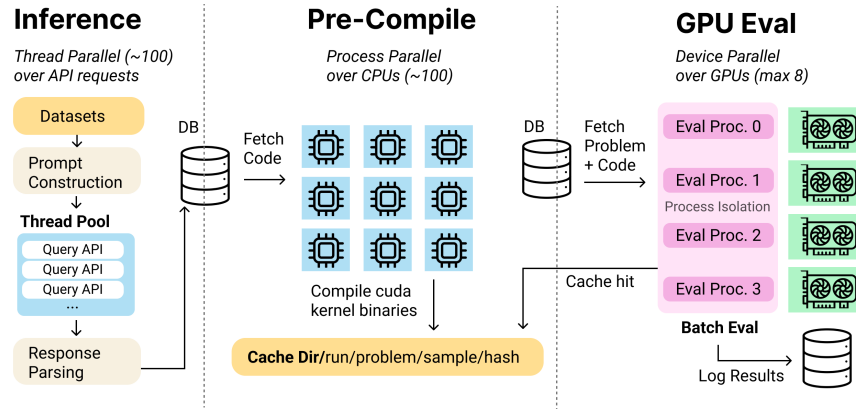 Inference
Thread Parallel (~100)
over API requests
Datasets
Prompt
Construction
Thread Pool
Query API
Query API
Query API
...
Response
Parsing
DB
Pre-Compile
Process Parallel
over CPUs (~100)
Fetch
Code
Compile cuda
kernel binaries
Cache Dir/run/problem/sample/hash
DB
GPU Eval
Device Parallel
over GPUs (max 8)
Fetch
Problem
+ Code
Eval Proc. 0
Eval Proc. 1
Process Isolation
Eval Proc. 2
Eval Proc. 3
Cache hit
Batch Eval
Log Results